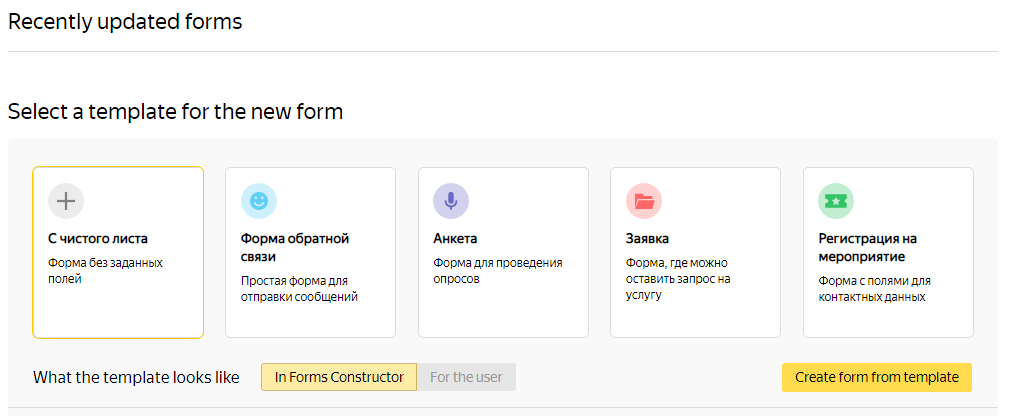 Recently updated forms
Select a template for the new form
С чистого листа
Форма без заданных
полей
Форма обратной
связи
Простая форма для
отправки сообщений
Анкета
Форма для проведения
опросов
Заявка
Форма, где можно
оставить запрос на
услугу
Регистрация на
мероприятие
Форма с полями для
контактных данных
What the template looks like
In Forms Constructor
For the user
Create form from template